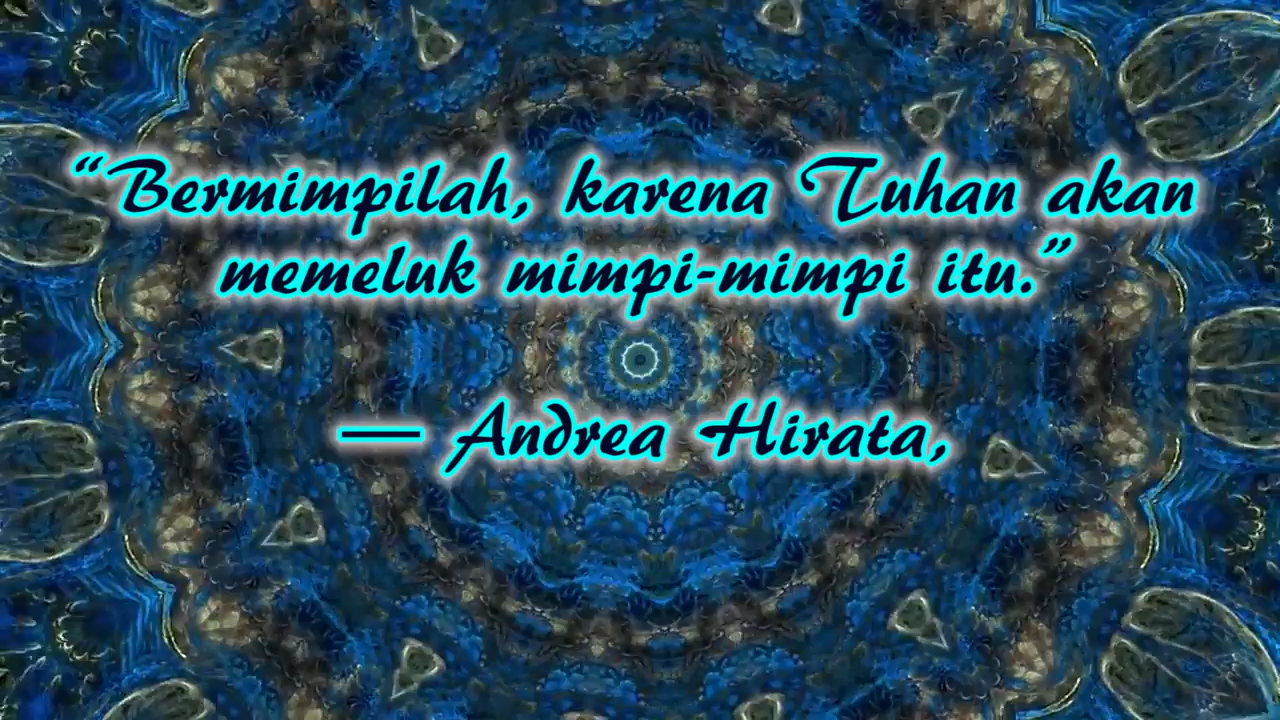 “Bermimpilah, karena Tuhan akan
memeluk mimpi-mimpi itu.”
― Andrea Hirata,